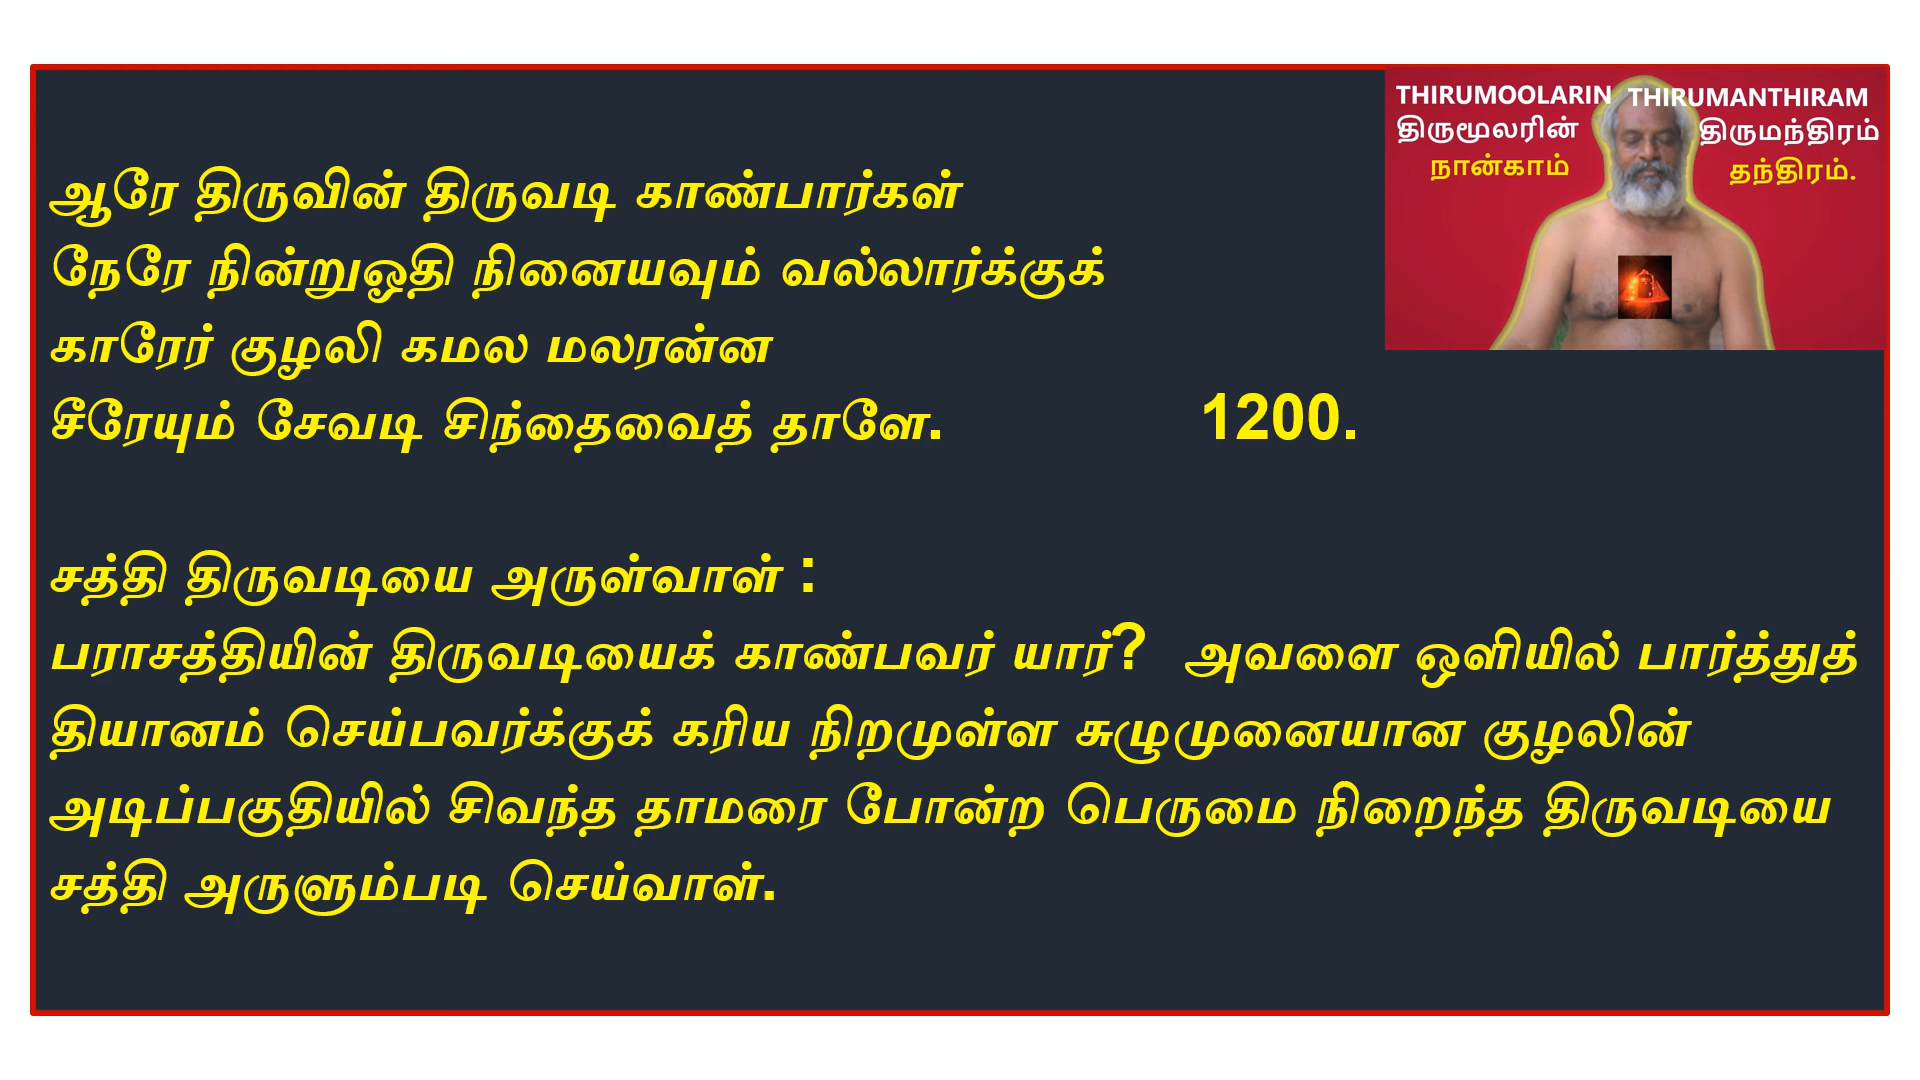 THIRUMOOLARIN THIRUMANTHIRAM
திருமூலரின் திருமந்திரம்
நான்காம் தந்திரம்.
ஆரே திருவின் திருவடி காண்பார்கள்
நேரே நின்றுஓதி நினையவும் வல்லார்க்குக்
காரேர் குழலி கமல மலரன்ன
சீரேயும் சேவடி சிந்தைவைத் தாளே. 1200.
சத்தி திருவடியை அருள்வாள் :
பராசத்தியின் திருவடியைக் காண்பவர் யார்? அவளை ஒளியில் பார்த்துத்
தியானம் செய்பவர்க்குக் கரிய நிறமுள்ள சுழுமுனையான குழலின்
அடிப்பகுதியில் சிவந்த தாமரை போன்ற பெருமை நிறைந்த திருவடியை
சத்தி அருளும்படி செய்வாள்.